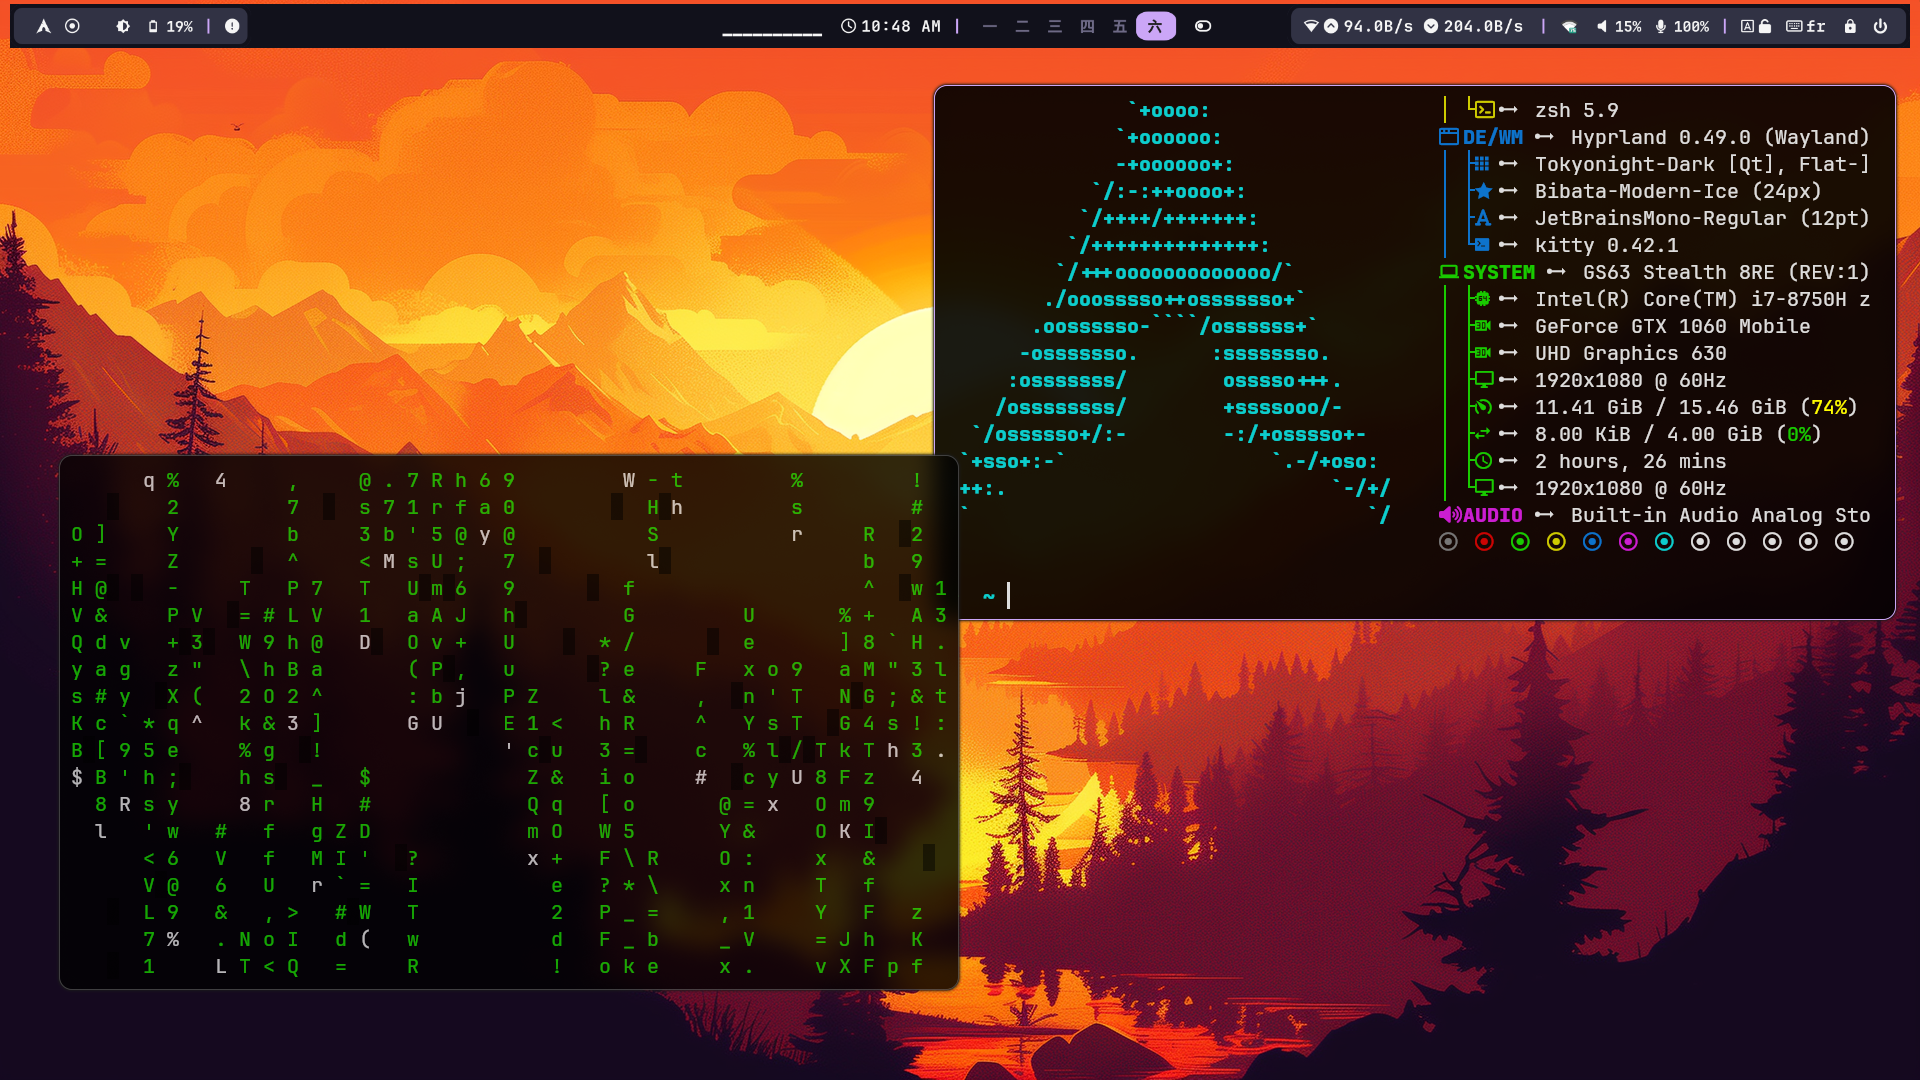 19%
10:48 AM 一 二 三 四 五 六
94.0B/s 204.0B/s 15% 100% A fr
`+oooo:
`+oooooo:
-+oooooo+:
`/:-:++oooo+:
`/++++/+++++++:
`/++++++++++++++:
`/+++ooooooooooooo/`
./ooosssso++osssssso+`
.oossssso-````/ossssss+`
-osssssso. :ssssssso.
:osssssss/ osssso+++.
/ossssssss/ +ssssooo/-
`/ossssso+/:- -:/+osssso+-
`+sso+:-` `.-/+oso:
++:. `-/+/
` `/
zsh 5.9
DE/WM Hyprland 0.49.0 (Wayland)
Tokyonight-Dark [Qt], Flat-]
Bibata-Modern-Ice (24px)
JetBrainsMono-Regular (12pt)
kitty 0.42.1
SYSTEM GS63 Stealth 8RE (REV:1)
Intel(R) Core(TM) i7-8750H z
GeForce GTX 1060 Mobile
UHD Graphics 630
1920x1080 @ 60Hz
11.41 GiB / 15.46 GiB (74%)
8.00 KiB / 4.00 GiB (0%)
2 hours, 26 mins
1920x1080 @ 60Hz
AUDIO Built-in Audio Analog Sto
~
q % 4 , @ . 7 R h 6 9 W - t % !
2 7 s 7 1 r f a 0 H h s #
O ] Y b 3 b ' 5 @ y @ S r R 2
+ = Z ^ < M s U ; 7 l b 9
H @ - T P 7 T U m 6 9 f ^ w 1
V & P V = # L V 1 a A J h G U % + A 3
Q d v + 3 W 9 h @ D O v + U * / e ] 8 ` H .
y a g z " \ h B a ( P , u ? e F x o 9 a M " 3 l
s # y X ( 2 O 2 ^ : b j P Z l & , n ' T N G ; & t
K c ` * q ^ k & 3 ] G U E 1 < h R ^ Y s T G 4 s ! :
B [ 9 5 e % g ! ' c u 3 = c % l / T k T h 3 .
$ B ' h ; h s _ $ Z & i o # c y U 8 F z 4
8 R s y 8 r H # Q q [ o @ = x O m 9
l ' w # f g Z D m O W 5 Y & O K I
< 6 V f M I ' ? x + F \ R O : x &
V @ 6 U r ` = I e ? * \ x n T f
L 9 & , > # W T 2 P _ = , 1 Y F z
7 % . N o I d ( w d F _ b _ V = J h K
1 L T < Q = R ! o k e x . v X F p f